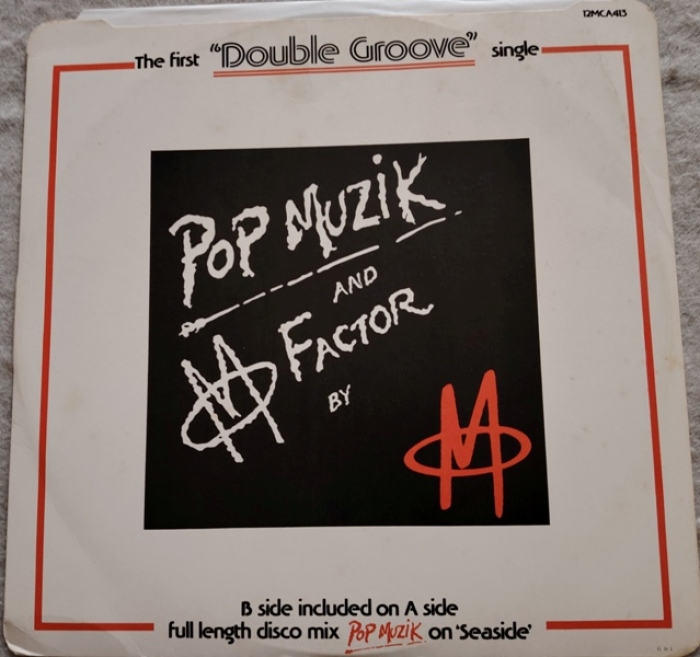 12MCA413
The first "Double Groove" single
POP MUZIK
AND
M FACTOR
BY
M
B side included on A side
full length disco mix POP MUZIK on 'Seaside'